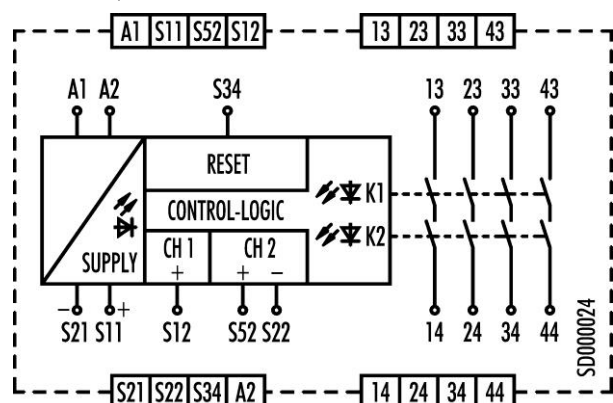 A1 S11 S52 S12 13 23 33 43
A1 A2 S34 13 23 33 43
RESET
CONTROL-LOGIC K1
K2
SUPPLY CH 1 CH 2
+ + −
− + 
S21 S11 S12 S52 S22 14 24 34 44
SD000024
S21 S22 S34 A2 14 24 34 44